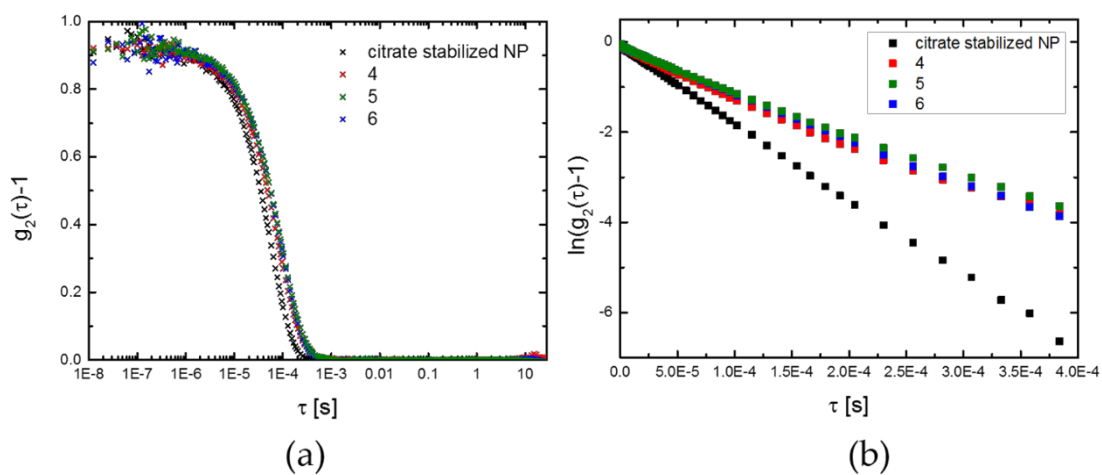 citrate stabilized NP
4
5
6
g2(τ)-1
1.0
0.8
0.6
0.4
0.2
0.0
1E-8 1E-7 1E-6 1E-5 1E-4 1E-3 0.01 0.1 1 10
τ [s]
(a)
citrate stabilized NP
4
5
6
ln(g2(τ)-1)
0
-2
-4
-6
0.0 5.0E-5 1.0E-4 1.5E-4 2.0E-4 2.5E-4 3.0E-4 3.5E-4 4.0E-4
τ [s]
(b)